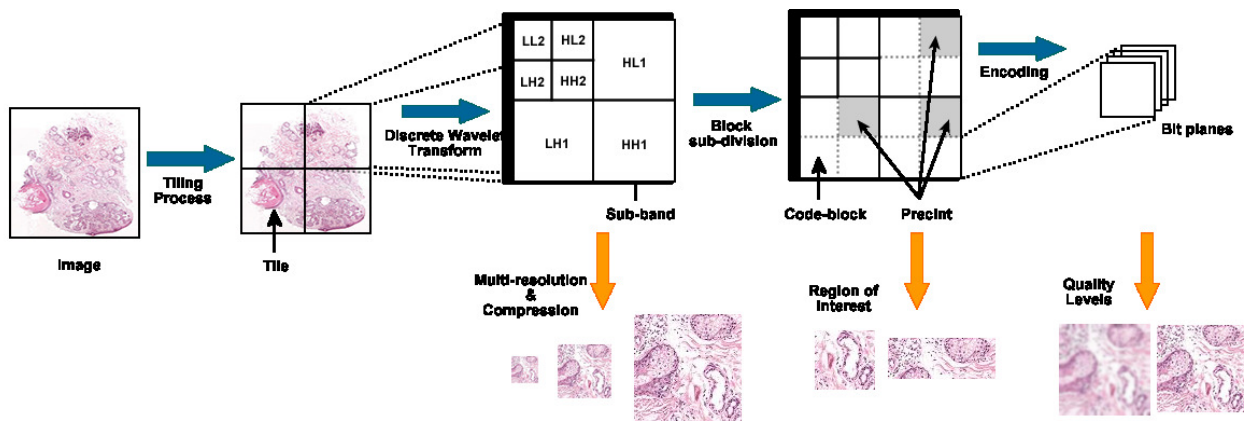 Image
Tiling
Process
Tile
Discrete Wavelet
Transform
LL2
HL2
LH2
HH2
HL1
LH1
HH1
Sub-band
Block
sub-division
Code-block
Precint
Encoding
Bit planes
Multi-resolution
&
Compression
Region of
Interest
Quality
Levels